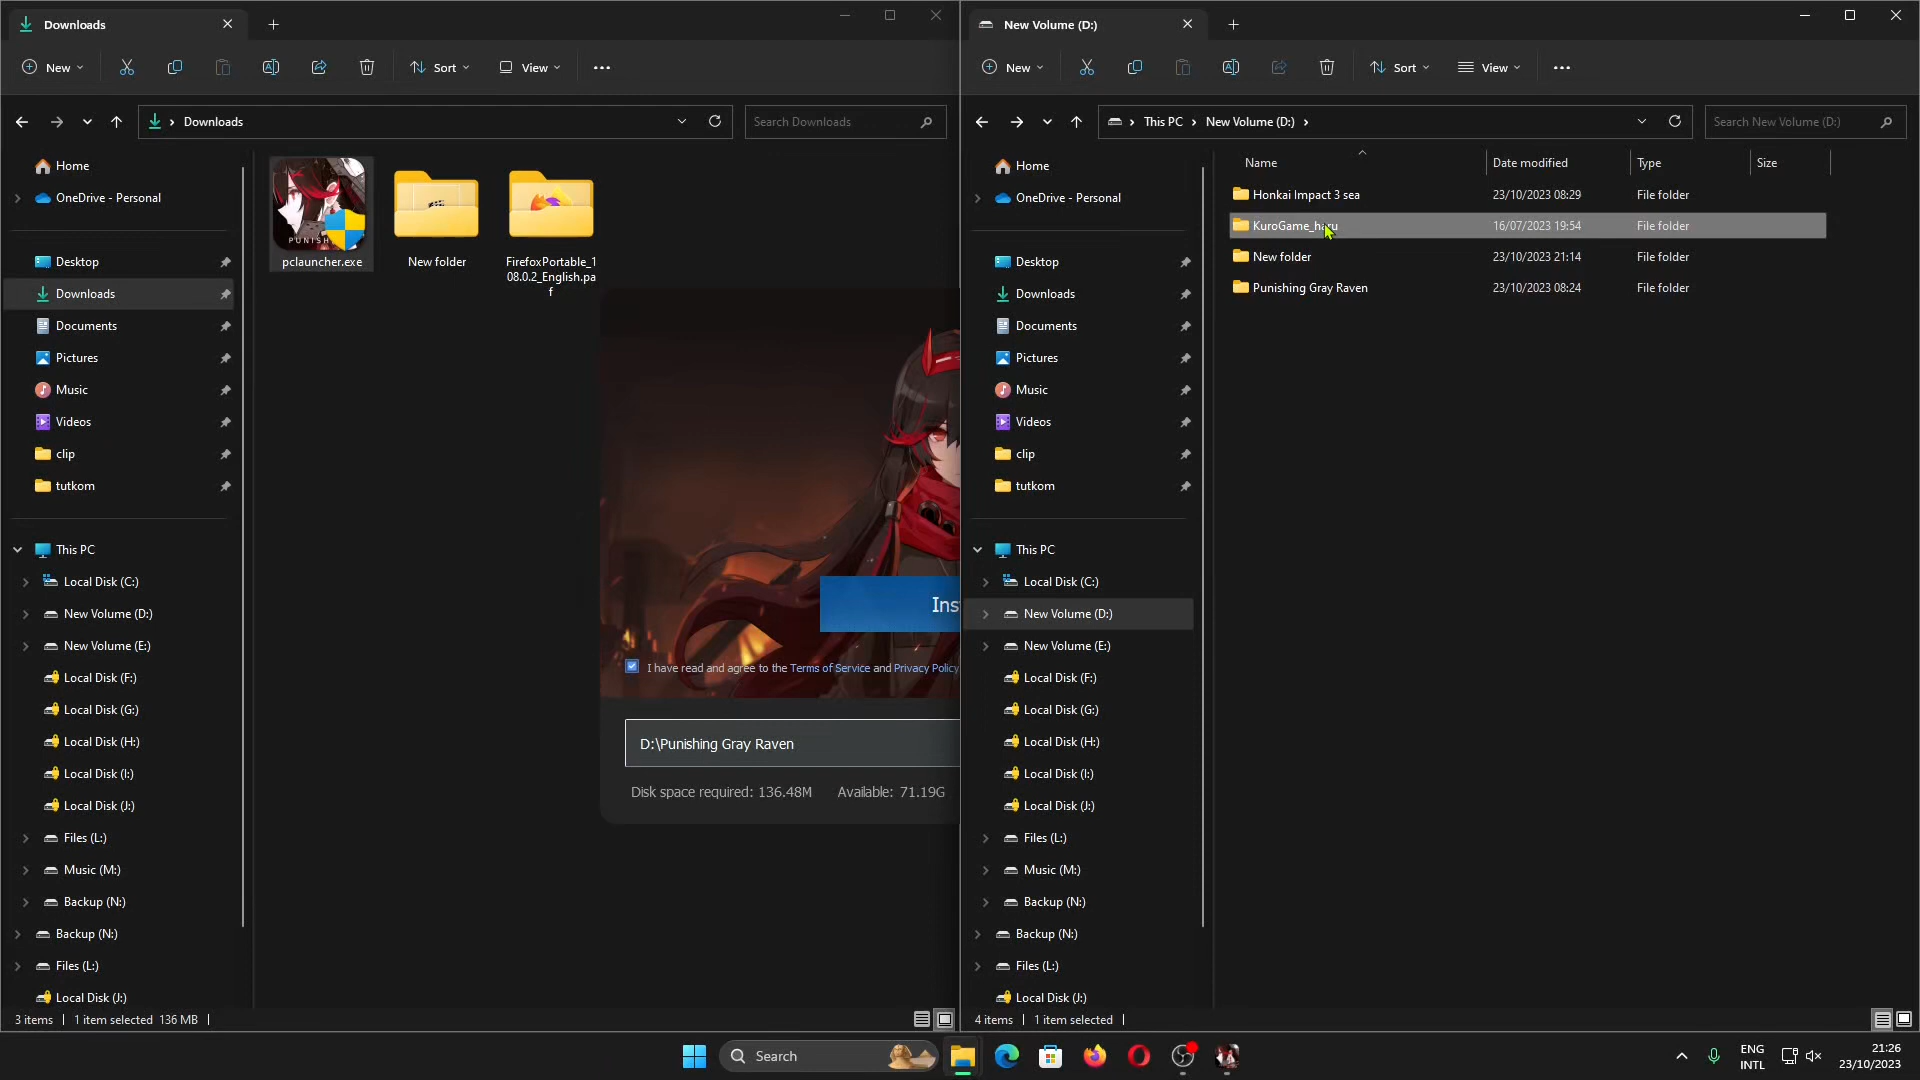 Downloads
New
Sort
View
Downloads
Search Downloads
Home
OneDrive - Personal
Desktop
Downloads
Documents
Pictures
Music
Videos
clip
tutkom
This PC
Local Disk (C:)
New Volume (D:)
New Volume (E:)
Local Disk (F:)
Local Disk (G:)
Local Disk (H:)
Local Disk (I:)
Local Disk (J:)
Files (L:)
Music (M:)
Backup (N:)
Backup (N:)
Files (L:)
Local Disk (J:)
pclauncher.exe
New folder
FirefoxPortable_1
08.0.2_English.pa
f
I have read and agree to the Terms of Service and Privacy Policy
D:\Punishing Gray Raven
Disk space required: 136.48M Available: 71.19G
3 items 1 item selected 136 MB
New Volume (D:)
New
Sort
View
This PC New Volume (D:)
Search New Volume (D:)
Home
OneDrive - Personal
Desktop
Downloads
Documents
Pictures
Music
Videos
clip
tutkom
This PC
Local Disk (C:)
New Volume (D:)
New Volume (E:)
Local Disk (F:)
Local Disk (G:)
Local Disk (H:)
Local Disk (I:)
Local Disk (J:)
Files (L:)
Music (M:)
Backup (N:)
Backup (N:)
Files (L:)
Local Disk (J:)
Name Date modified Type Size
Honkai Impact 3 sea 23/10/2023 08:29 File folder
KuroGame_haru 16/07/2023 19:54 File folder
New folder 23/10/2023 21:14 File folder
Punishing Gray Raven 23/10/2023 08:24 File folder
4 items 1 item selected
Search
ENG
INTL
21:26
23/10/2023